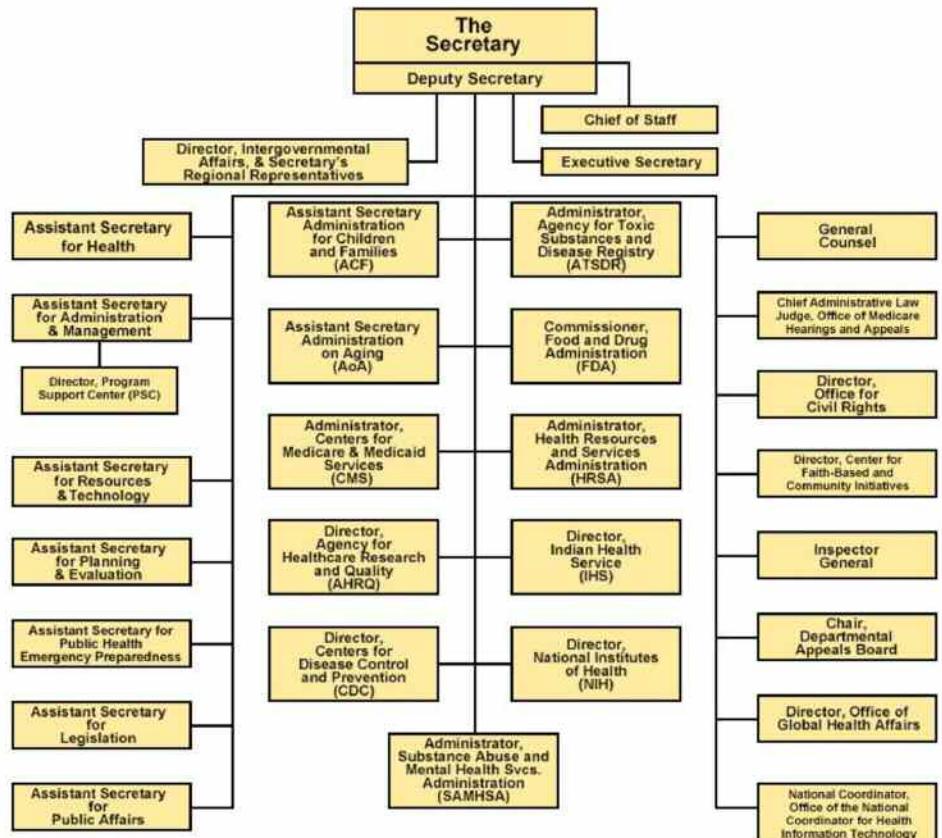 The
Secretary
Deputy Secretary
Chief of Staff
Director, Intergovernmental
Affairs, & Secretary's
Regional Representatives
Executive Secretary
Assistant Secretary
for Health
Assistant Secretary
for Administration
& Management
Director, Program
Support Center (PSC)
Assistant Secretary
for Resources
& Technology
Assistant Secretary
for Planning
& Evaluation
Assistant Secretary for
Public Health
Emergency Preparedness
Assistant Secretary
for
Legislation
Assistant Secretary
for
Public Affairs
Assistant Secretary
Administration
for Children
and Families
(ACF)
Assistant Secretary
Administration
on Aging
(AoA)
Administrator,
Centers for
Medicare & Medicaid
Services
(CMS)
Director,
Agency for
Healthcare Research
and Quality
(AHRQ)
Director,
Centers for
Disease Control
and Prevention
(CDC)
Administrator,
Agency for Toxic
Substances and
Disease Registry
(ATSDR)
Commissioner,
Food and Drug
Administration
(FDA)
Administrator,
Health Resources
and Services
Administration
(HRSA)
Director,
Indian Health
Service
(IHS)
Director,
National Institutes
of Health
(NIH)
Administrator,
Substance Abuse and
Mental Health Svcs.
Administration
(SAMHSA)
General
Counsel
Chief Administrative Law
Judge, Office of Medicare
Hearings and Appeals
Director,
Office for
Civil Rights
Director, Center for
Faith-Based and
Community Initiatives
Inspector
General
Chair,
Departmental
Appeals Board
Director, Office of
Global Health Affairs
National Coordinator,
Office of the National
Coordinator for Health
Information Technology